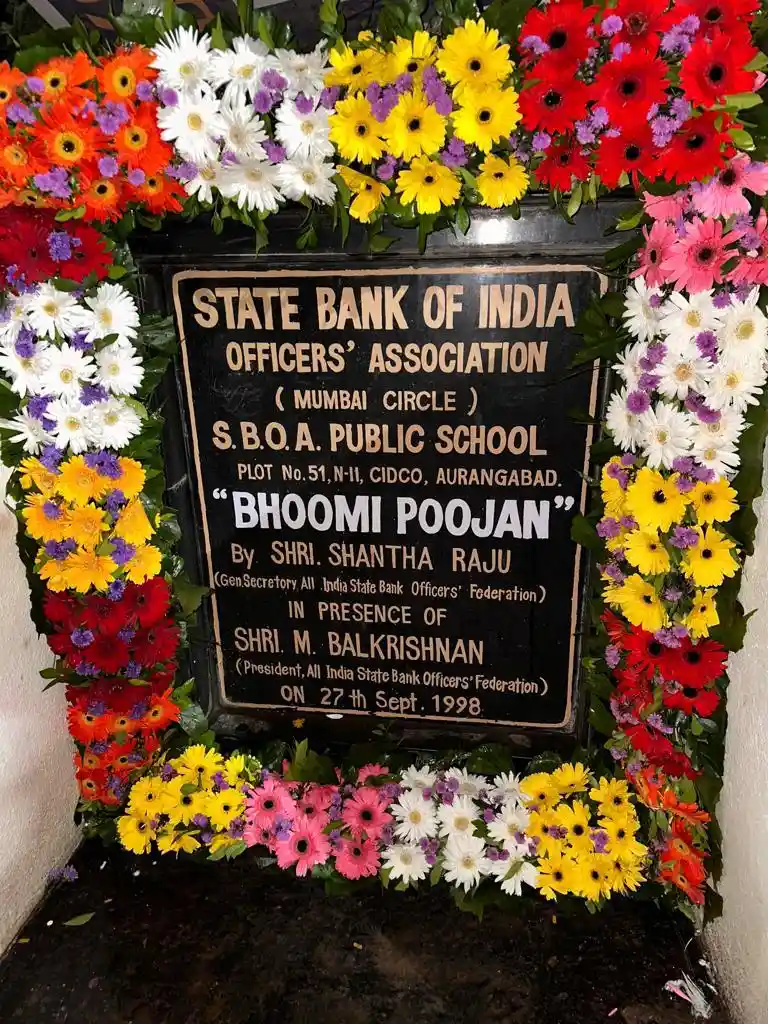 STATE BANK OF INDIA
OFFICERS' ASSOCIATION
( MUMBAI CIRCLE )
S.B.O.A. PUBLIC SCHOOL
PLOT No. 51, N-11, CIDCO, AURANGABAD.
"BHOOMI POOJAN"
By SHRI. SHANTHA RAJU
(Gen.Secretory All India State Bank Officers' Federation)
IN PRESENCE OF
SHRI. M. BALKRISHNAN
(President, All India State Bank Officers' Federation)
ON 27 th Sept. 1998